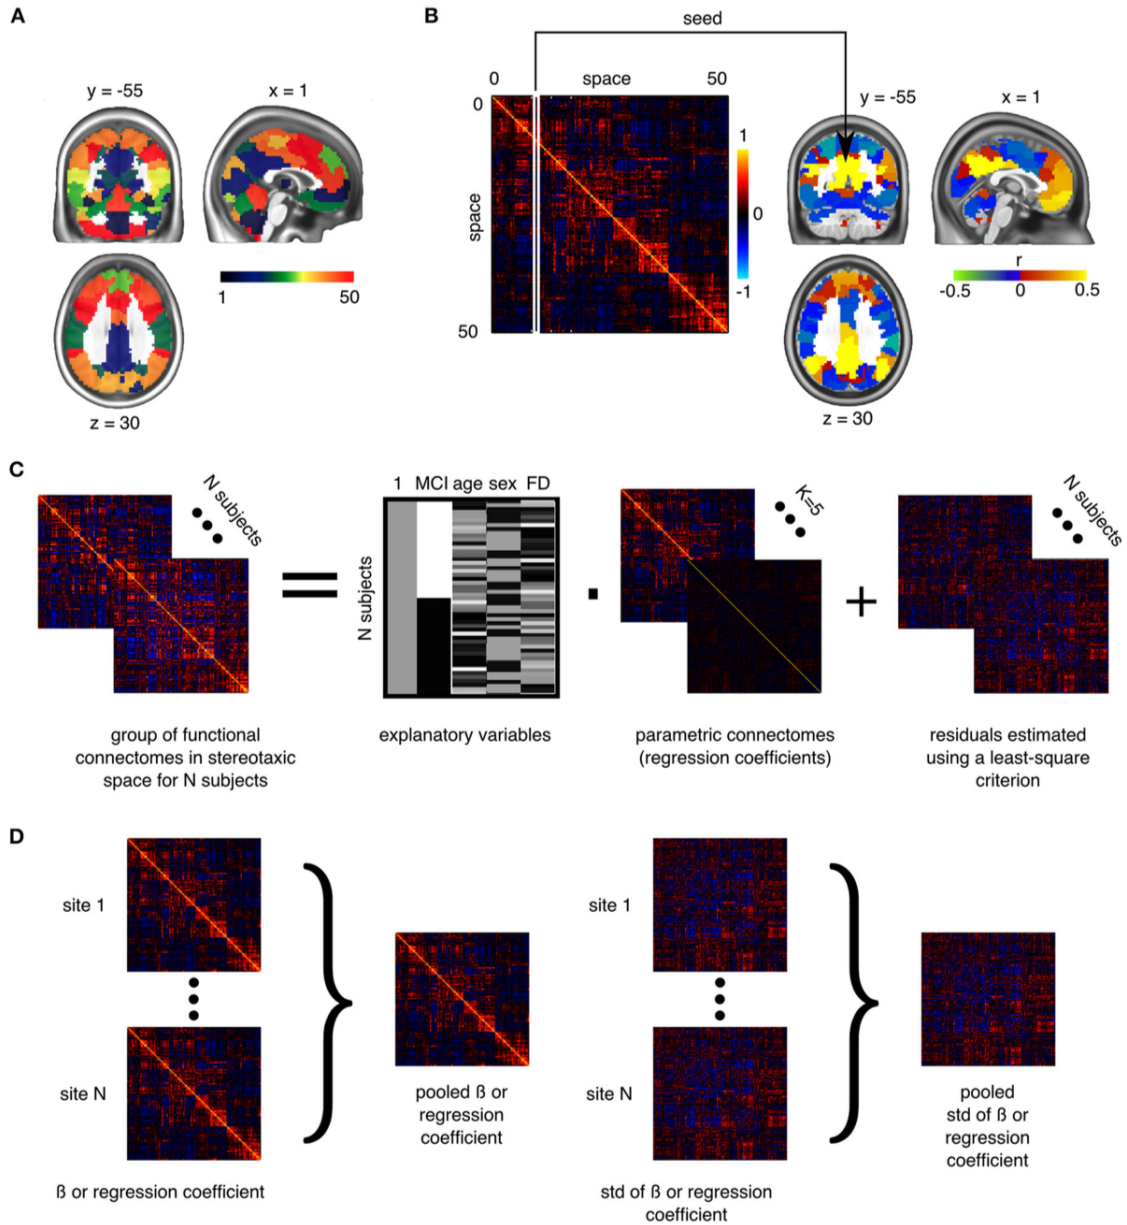 A
y = -55
x = 1
1
50
z = 30
B
seed
0
space
50
0
space
50
1
0
-1
y = -55
x = 1
r
-0.5
0
0.5
z = 30
C
N subjects
1 MCI age sex FD
N subjects
K=5
N subjects
=
.
+
group of functional
connectomes in stereotaxic
space for N subjects
explanatory variables
parametric connectomes
(regression coefficients)
residuals estimated
using a least-square
criterion
D
site 1
site N
ß or regression coefficient
pooled ß or
regression
coefficient
site 1
site N
std of ß or regression
coefficient
pooled
std of ß or
regression
coefficient